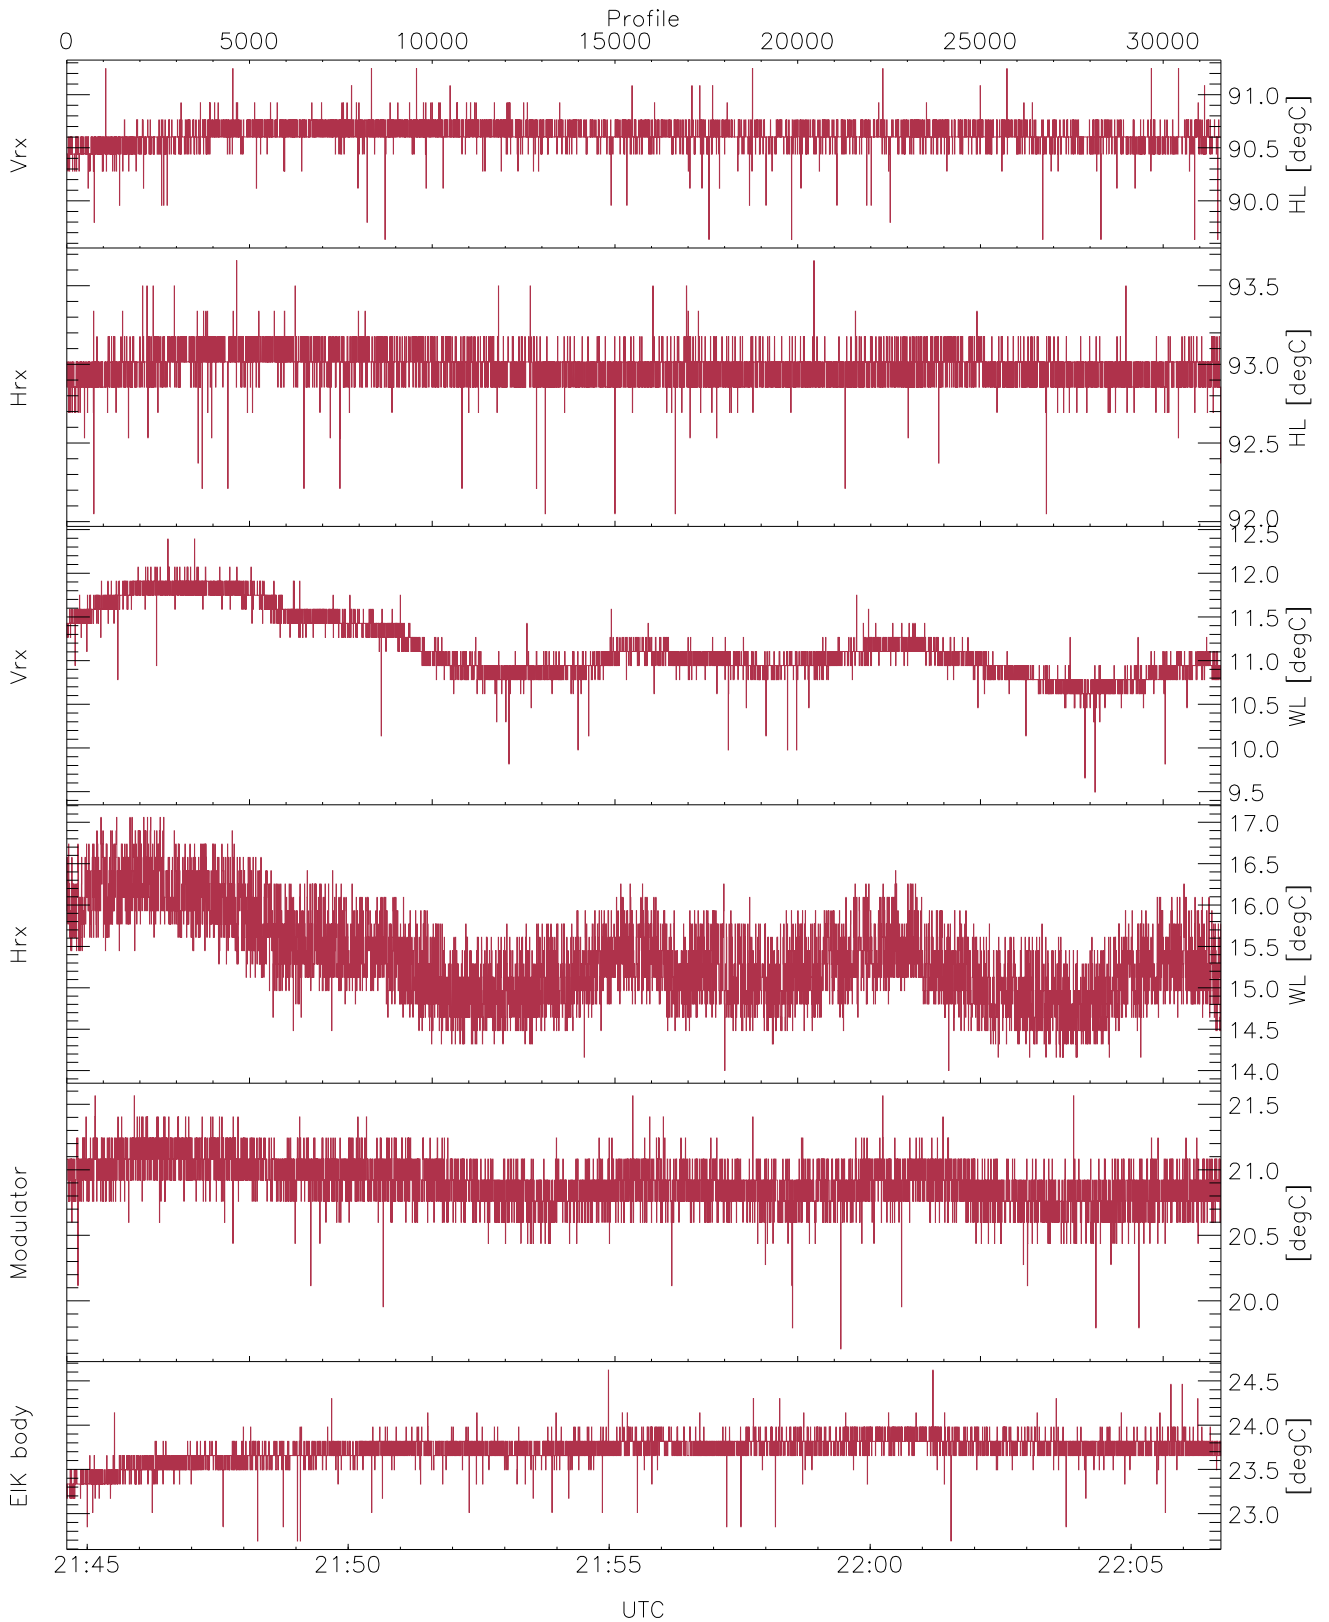 Profile
0 5000 10000 15000 20000 25000 30000
Vrx
91.0
90.5
90.0
HL [degC]
Hrx
93.5
93.0
92.5
92.0
HL [degC]
Vrx
12.5
12.0
11.5
11.0
10.5
10.0
9.5
WL [degC]
Hrx
17.0
16.5
16.0
15.5
15.0
14.5
14.0
WL [degC]
Modulator
21.5
21.0
20.5
20.0
[degC]
EIK body
24.5
24.0
23.5
23.0
[degC]
21:45 21:50 21:55 22:00 22:05
UTC